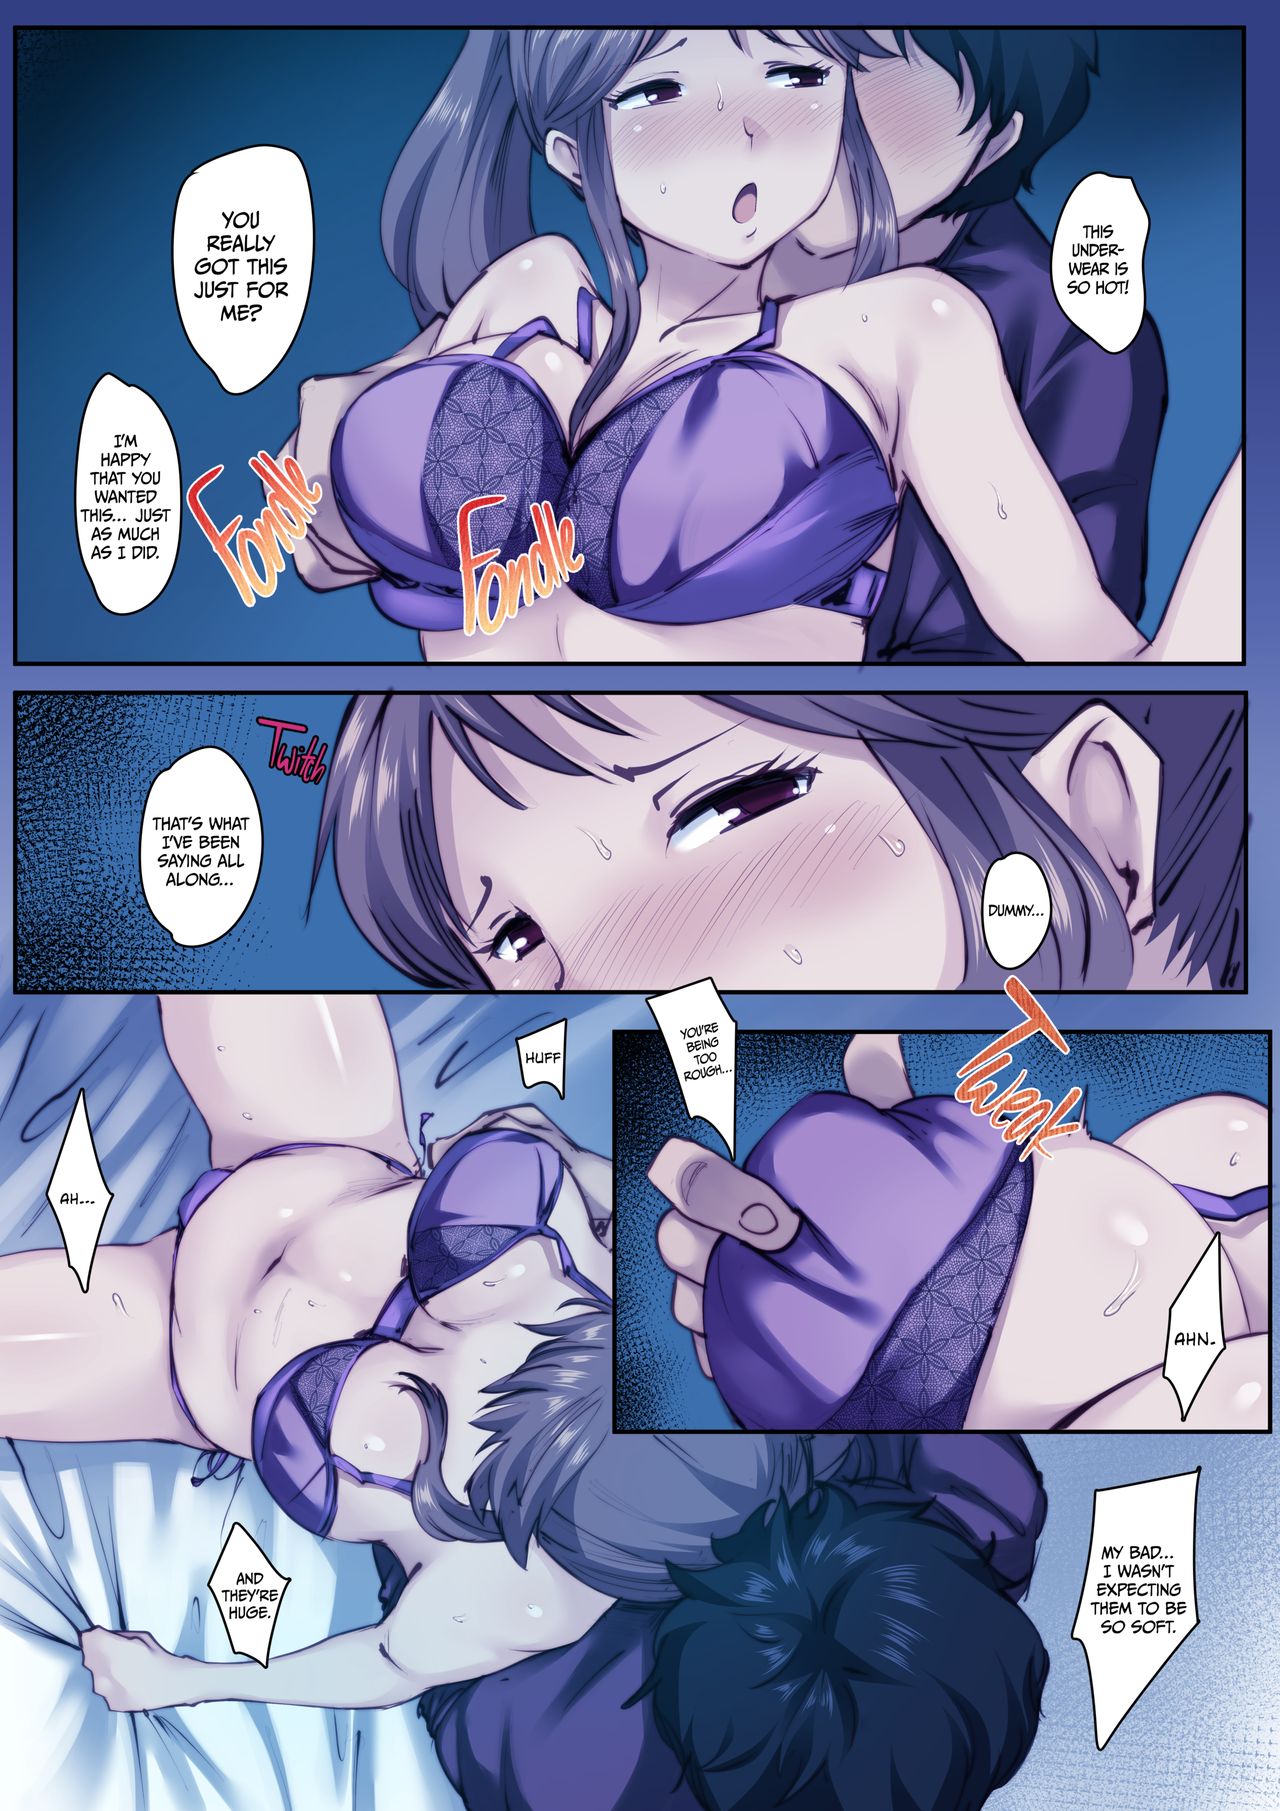 THIS
UNDER-
WEAR IS
SO HOT!
YOU
REALLY
GOT THIS
JUST FOR
ME?
I'M
HAPPY
THAT YOU
WANTED
THIS... JUST
AS MUCH
AS I DID.
Fondle
Fondle
Twitch
THAT'S WHAT
I'VE BEEN
SAYING ALL
ALONG...
DUMMY...
YOU'RE
BEING
TOO
ROUGH...
Tweak
AHN.
HUFF
AH...
MY BAD...
I WASN'T
EXPECTING
THEM TO BE
SO SOFT.
AND
THEY'RE
HUGE.